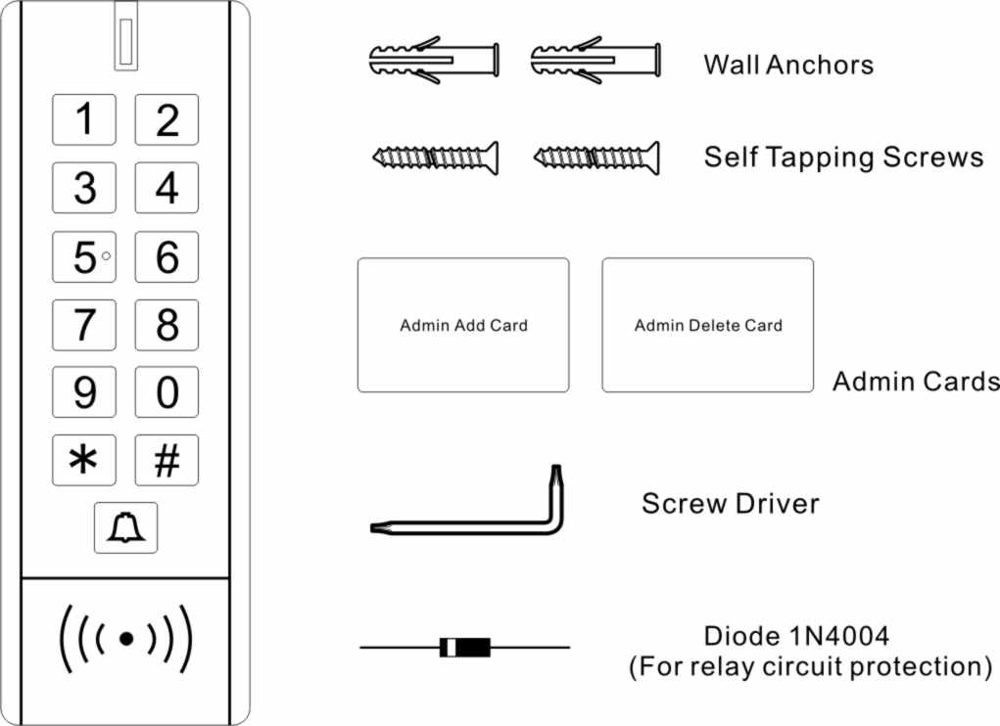 1 2
3 4
5 6
7 8
9 0
* #
Wall Anchors
Self Tapping Screws
Admin Add Card
Admin Delete Card
Admin Cards
Screw Driver
Diode 1N4004
(For relay circuit protection)